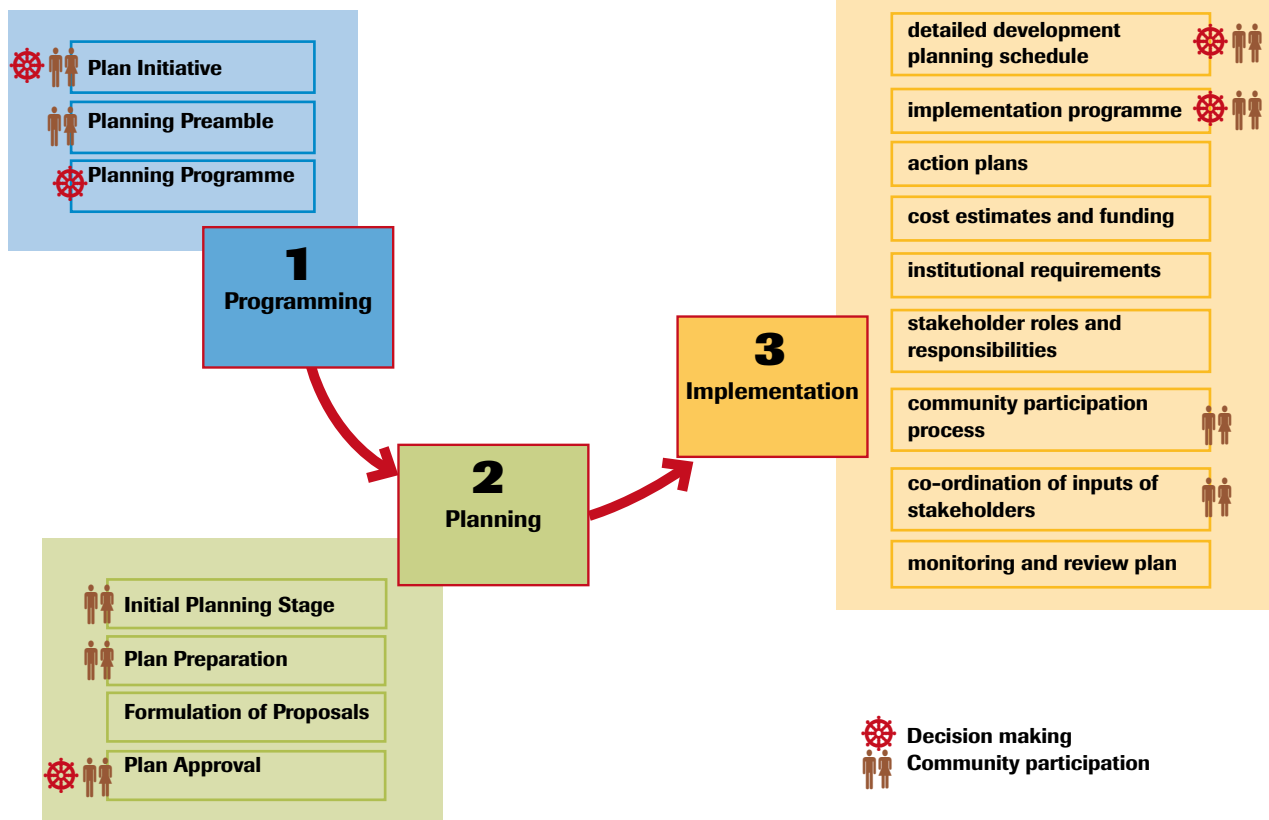 Plan Initiative
Planning Preamble
Planning Programme
1
Programming
2
Planning
Initial Planning Stage
Plan Preparation
Formulation of Proposals
Plan Approval
3
Implementation
detailed development
planning schedule
implementation programme
action plans
cost estimates and funding
institutional requirements
stakeholder roles and
responsibilities
community participation
process
co-ordination of inputs of
stakeholders
monitoring and review plan
Decision making
Community participation